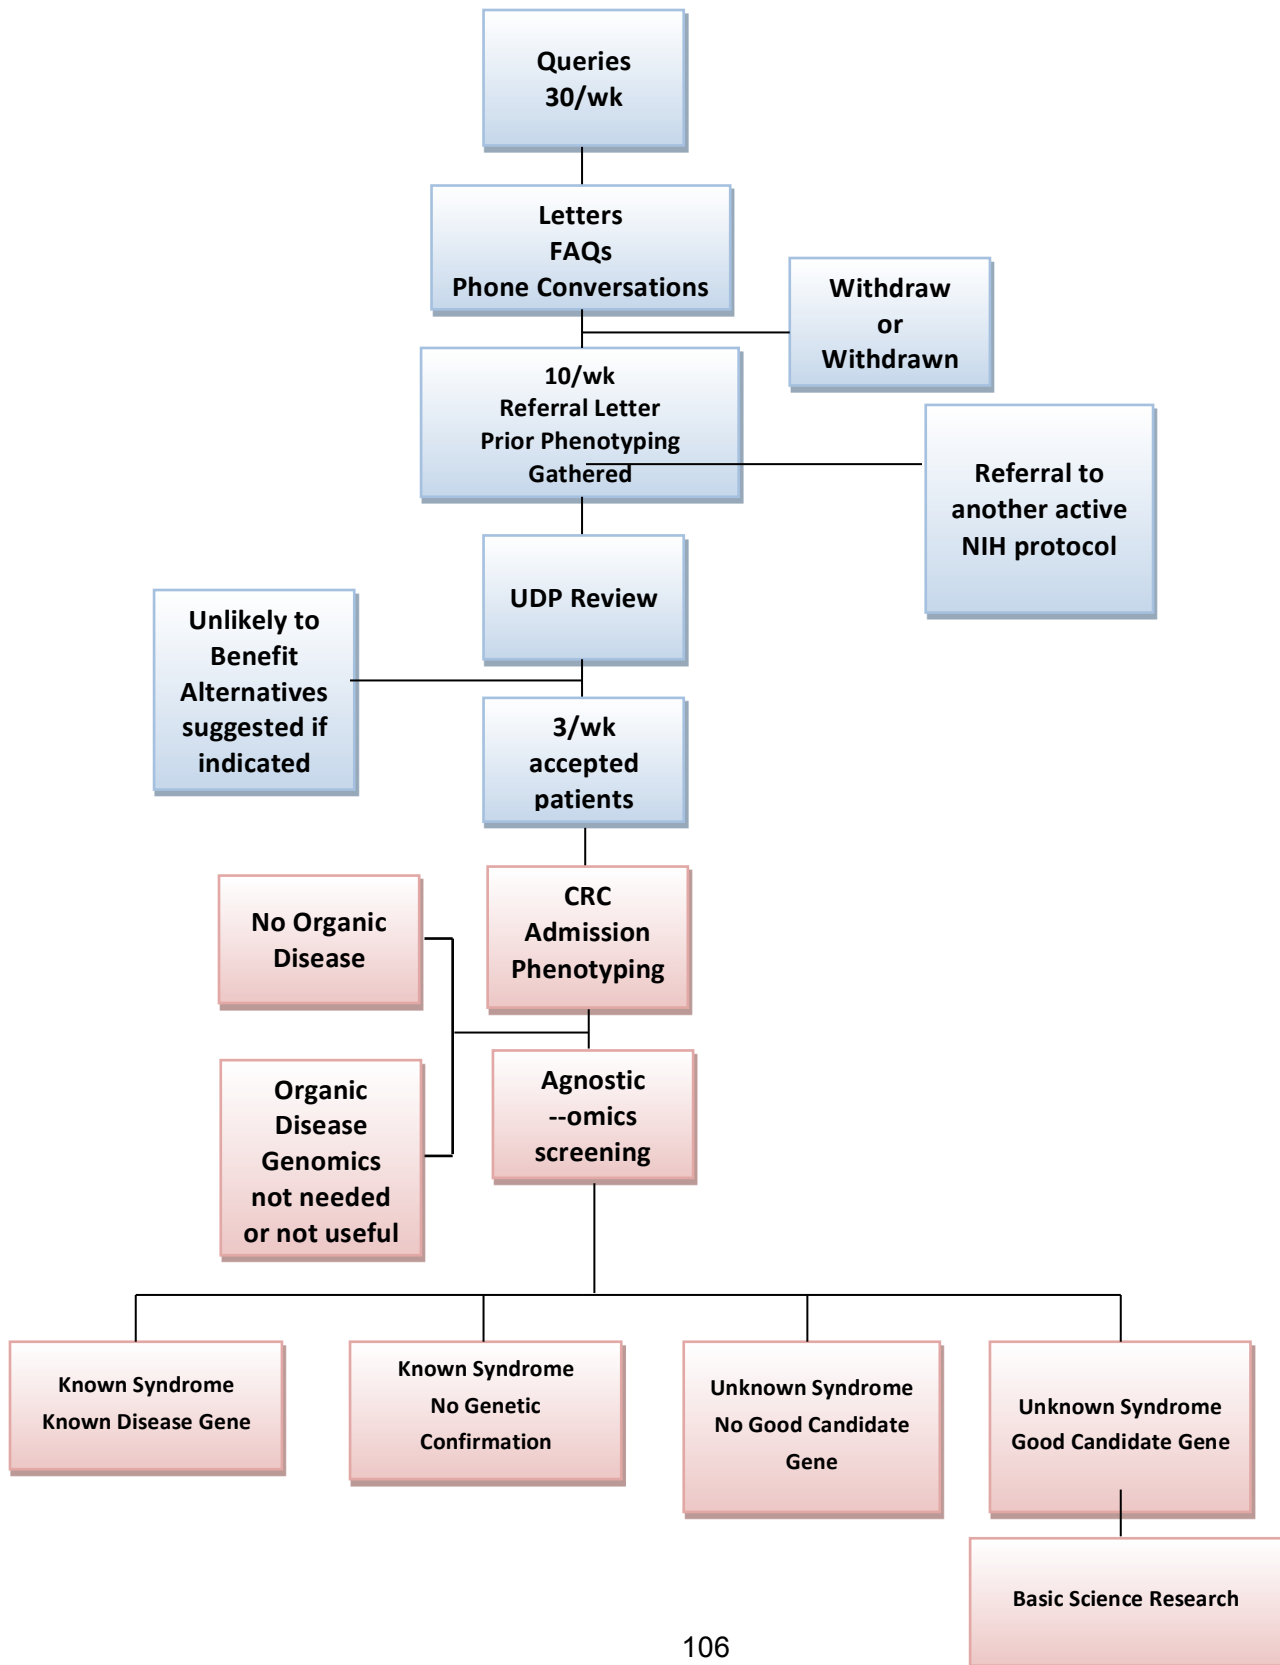 Queries
30/wk
Letters
FAQs
Phone Conversations
Withdraw
or
Withdrawn
10/wk
Referral Letter
Prior Phenotyping
Gathered
Referral to
another active
NIH protocol
UDP Review
Unlikely to
Benefit
Alternatives
suggested if
indicated
3/wk
accepted
patients
CRC
Admission
Phenotyping
No Organic
Disease
Agnostic
--omics
screening
Organic
Disease
Genomics
not needed
or not useful
Known Syndrome
Known Disease Gene
Known Syndrome
No Genetic
Confirmation
Unknown Syndrome
No Good Candidate
Gene
Unknown Syndrome
Good Candidate Gene
Basic Science Research
106